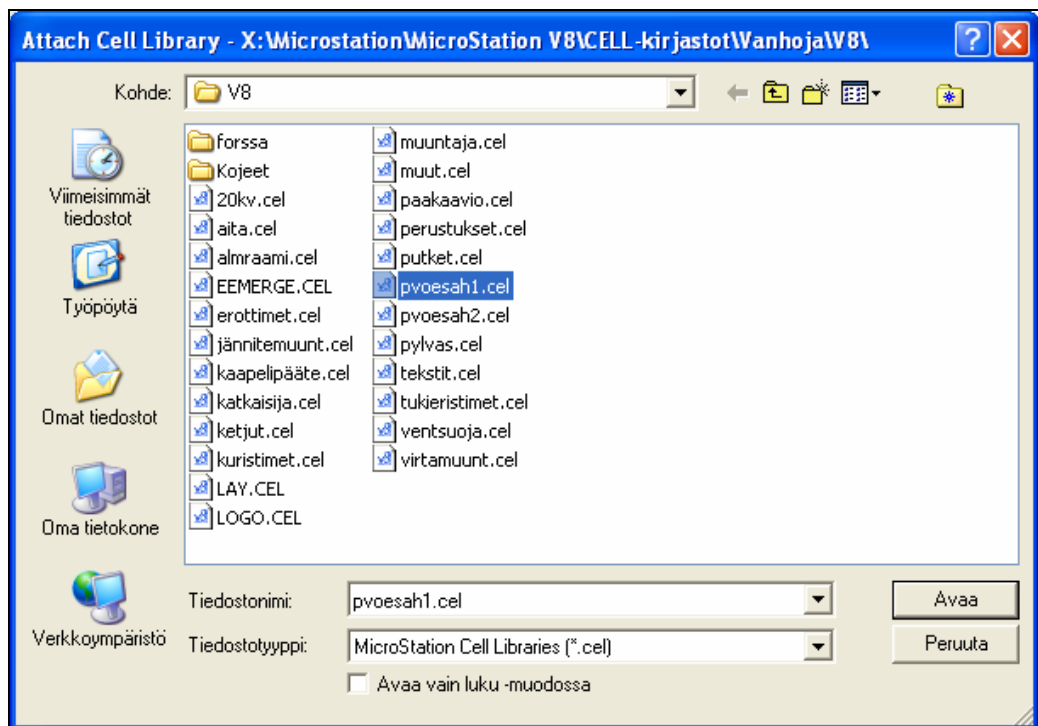 Attach Cell Library - X:\Microstation\MicroStation V8\CELL-kirjastot\Vanhoja\V8\
Kohde:
V8
Viimeisimmät
tiedostot
Työpöytä
Omat tiedostot
Oma tietokone
Verkkoympäristö
forssa
Kojeet
20kv.cel
aita.cel
almraami.cel
EEMERGE.CEL
erottimet.cel
jännitemuunt.cel
kaapelipääte.cel
katkaisija.cel
ketjut.cel
kuristimet.cel
LAY.CEL
LOGO.CEL
muuntaja.cel
muut.cel
paakaavio.cel
perustukset.cel
putket.cel
pvoesah1.cel
pvoesah2.cel
pylvas.cel
tekstit.cel
tukieristimet.cel
ventsuoja.cel
virtamuunt.cel
Tiedostonimi:
pvoesah1.cel
Avaa
Tiedostotyyppi:
MicroStation Cell Libraries (*.cel)
Peruuta
Avaa vain luku -muodossa